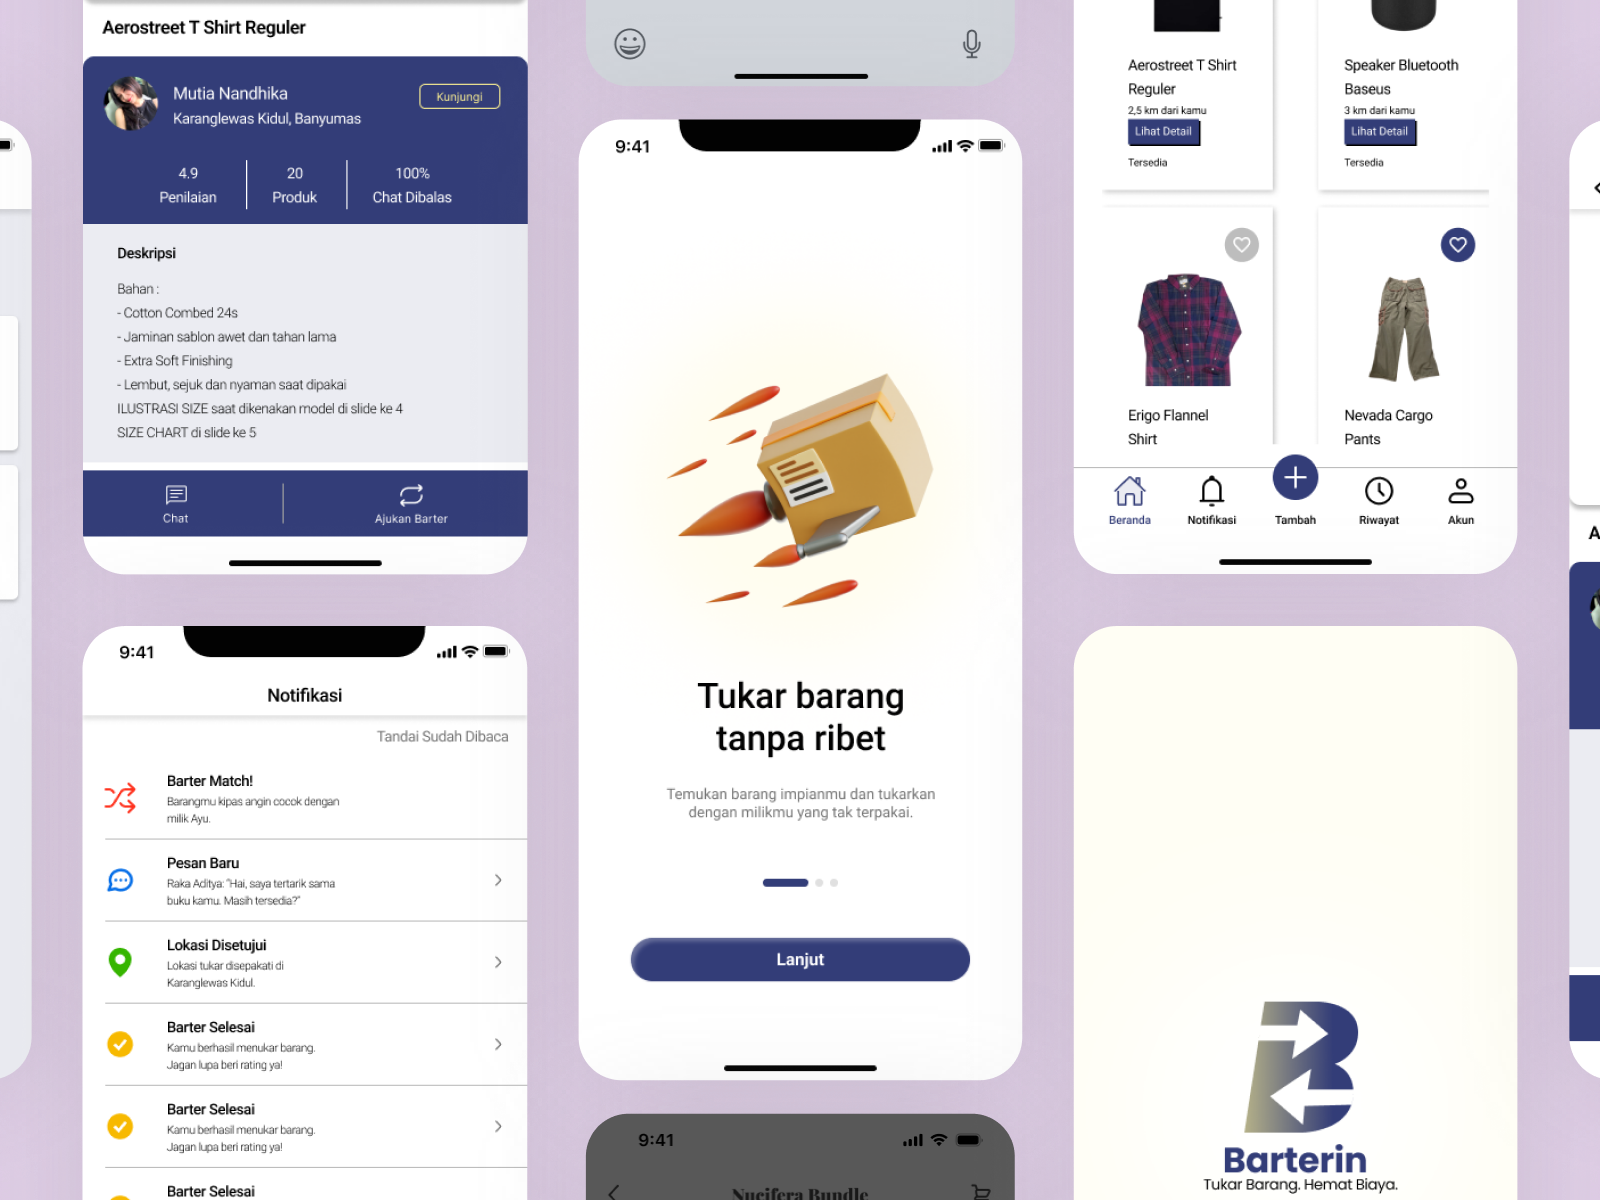 Aerostreet T Shirt Reguler
Mutia Nandhika
Karanglewas Kidul, Banyumas
Kunjungi
4.9
Penilaian
20
Produk
100%
Chat Dibalas
Deskripsi
Bahan :
- Cotton Combed 24s
- Jaminan sablon awet dan tahan lama
- Extra Soft Finishing
- Lembut, sejuk dan nyaman saat dipakai
ILUSTRASI SIZE saat dikenakan model di slide ke 4
SIZE CHART di slide ke 5
Chat
Ajukan Barter
9:41
Notifikasi
Tandai Sudah Dibaca
Barter Match!
Barangmu kipas angin cocok dengan
milik Ayu.
Pesan Baru
Raka Aditya: "Hai, saya tertarik sama
buku kamu. Masih tersedia?"
Lokasi Disetujui
Lokasi tukar disepakati di
Karanglewas Kidul.
Barter Selesai
Kamu berhasil menukar barang.
Jagan lupa beri rating ya!
Barter Selesai
Kamu berhasil menukar barang.
Jagan lupa beri rating ya!
Barter Selesai
9:41
Tukar barang
tanpa ribet
Temukan barang impianmu dan tukarkan
dengan milikmu yang tak terpakai.
Lanjut
9:41
Nucifera Bundle
Aerostreet T Shirt
Reguler
2,5 km dari kamu
Lihat Detail
Tersedia
Speaker Bluetooth
Baseus
3 km dari kamu
Lihat Detail
Tersedia
Erigo Flannel
Shirt
Nevada Cargo
Pants
Beranda
Notifikasi
Tambah
Riwayat
Akun
Barterin
Tukar Barang. Hemat Biaya.
A